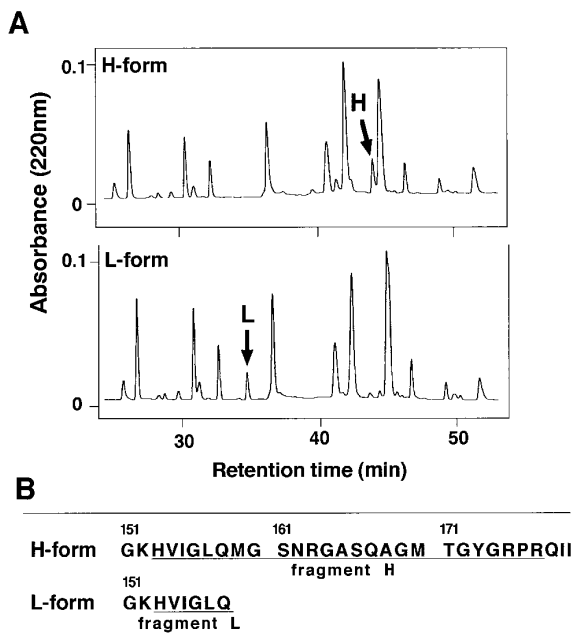 A
H-form
0.1
H
0
Absorbance (220nm)
L-form
0.1
L
0
30 40 50
Retention time (min)
B
151 161 171
H-form GKHVIGLQMG SNRGASQAGM TGYGRPRQII
fragment H
151
L-form GKHVIGLQ
fragment L